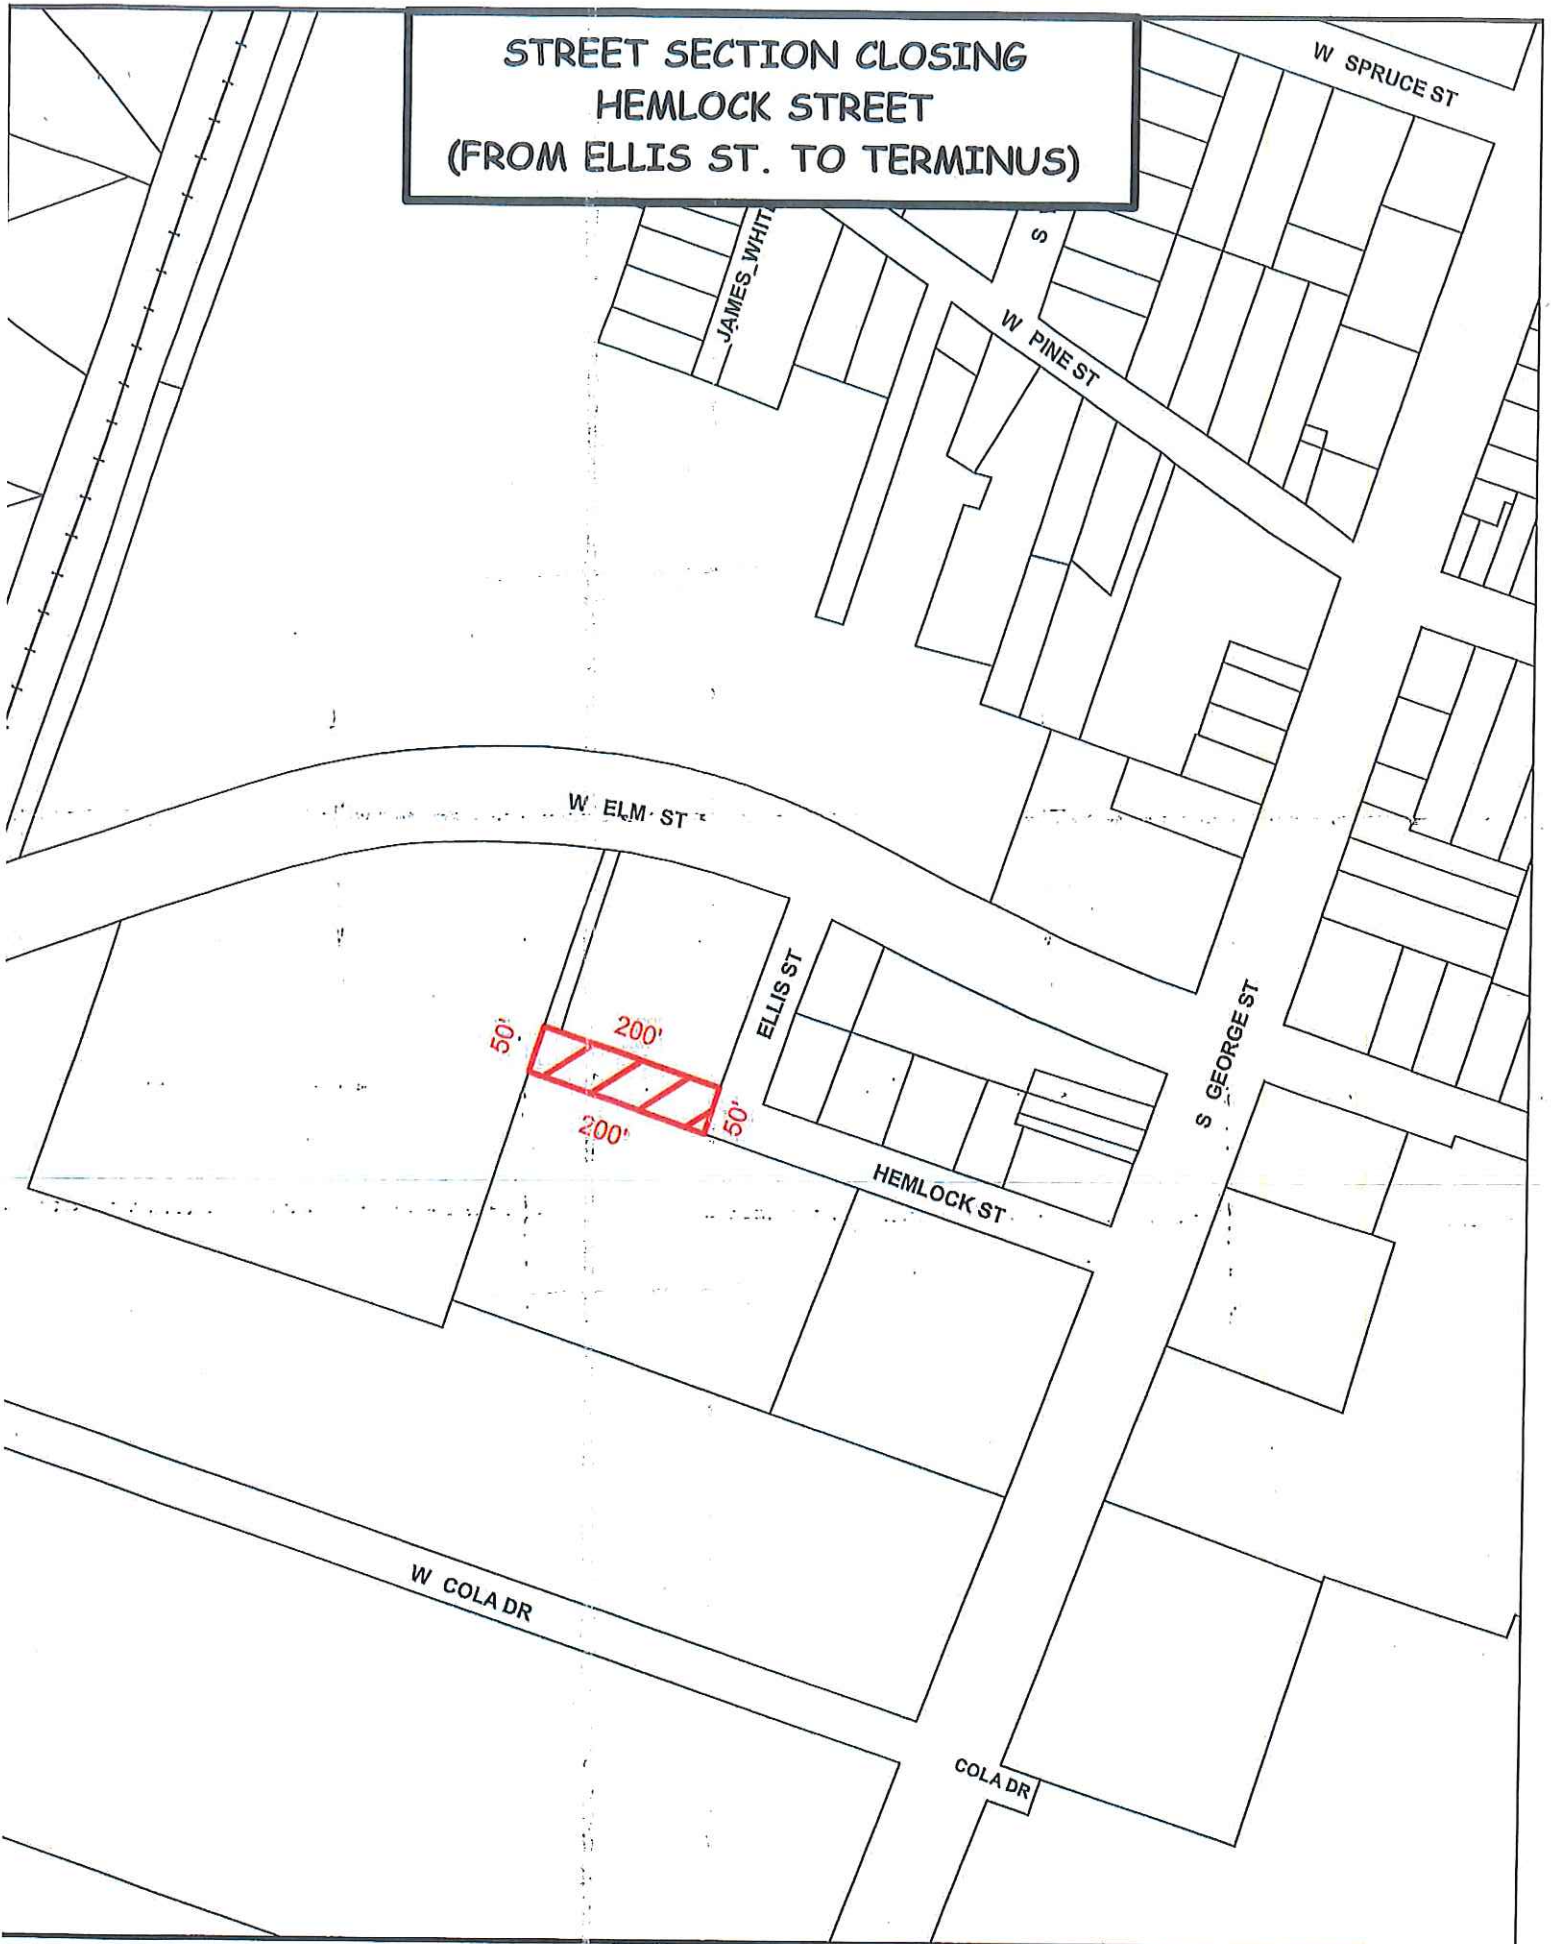 STREET SECTION CLOSING
HEMLOCK STREET
(FROM ELLIS ST. TO TERMINUS)
W SPRUCE ST
S
JAMES_WHIT
W PINE ST
W ELM ST
ELLIS ST
S GEORGE ST
50'
200'
200'
50'
HEMLOCK ST
W COLA DR
COLA DR